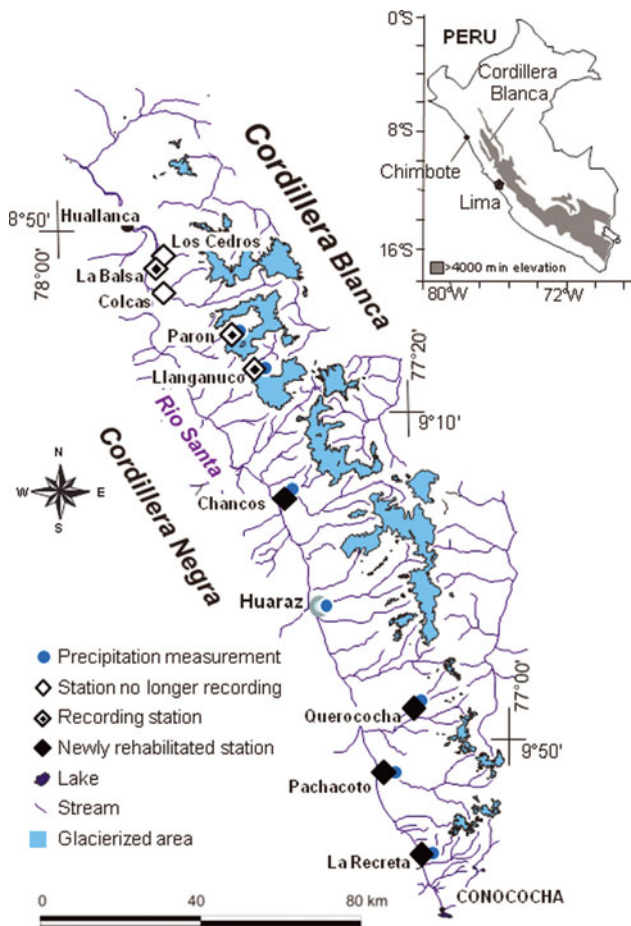 0°S
PERU
Cordillera
Blanca
8°S
Chimbote
Lima
16°S
>4000 m in elevation
80°W
72°W
Cordillera Blanca
8°50'
78°00'
Huallanca
Los Cedros
La Balsa
Colcas
Paron
Llanganuco
77°20'
9°10'
Rio Santa
Cordillera Negra
N
W
E
S
Chancos
Huaraz
Precipitation measurement
Station no longer recording
Recording station
Newly rehabilitated station
Lake
Stream
Glacierized area
Querococha
77°00'
9°50'
Pachacoto
La Recreta
CONOCOCHA
0
40
80 km